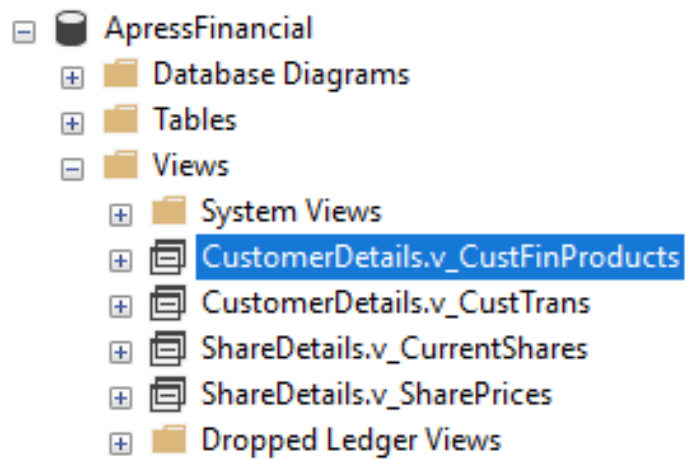 ApressFinancial
Database Diagrams
Tables
Views
System Views
CustomerDetails.v_CustFinProducts
CustomerDetails.v_CustTrans
ShareDetails.v_CurrentShares
ShareDetails.v_SharePrices
Dropped Ledger Views